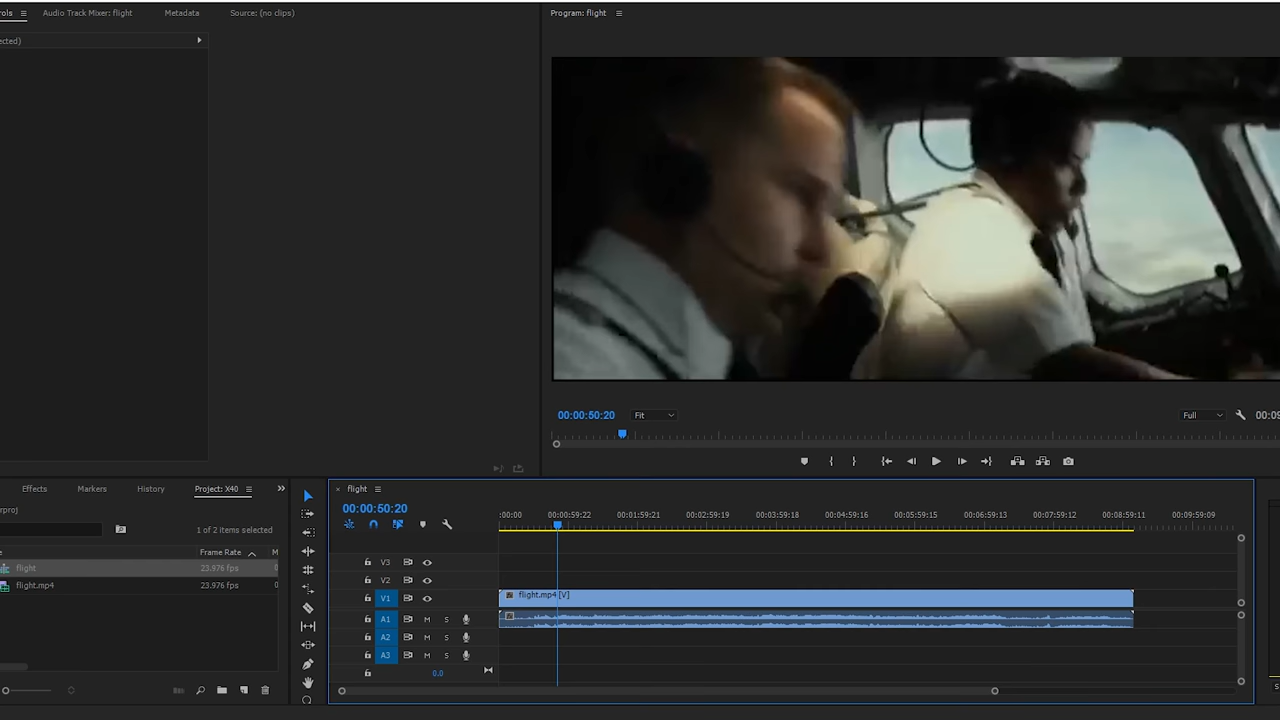 ols Audio Track Mixer: flight Metadata Source: (no clips)
Program: flight
ected)
00:00:50:20 Fit Full 00:09
Effects Markers History Project: X40
rproj
1 of 2 items selected
Frame Rate M
flight 23.976 fps 0
flight.mp4 23.976 fps 0
× flight
00:00:50:20
:00:00 00:00:59:22 00:01:59:21 00:02:59:19 00:03:59:18 00:04:59:16 00:05:59:15 00:06:59:13 00:07:59:12 00:08:59:11 00:09:59:09
V3
V2
V1 flight.mp4 [V]
A1 M S
A2 M S
A3 M S
0.0
S